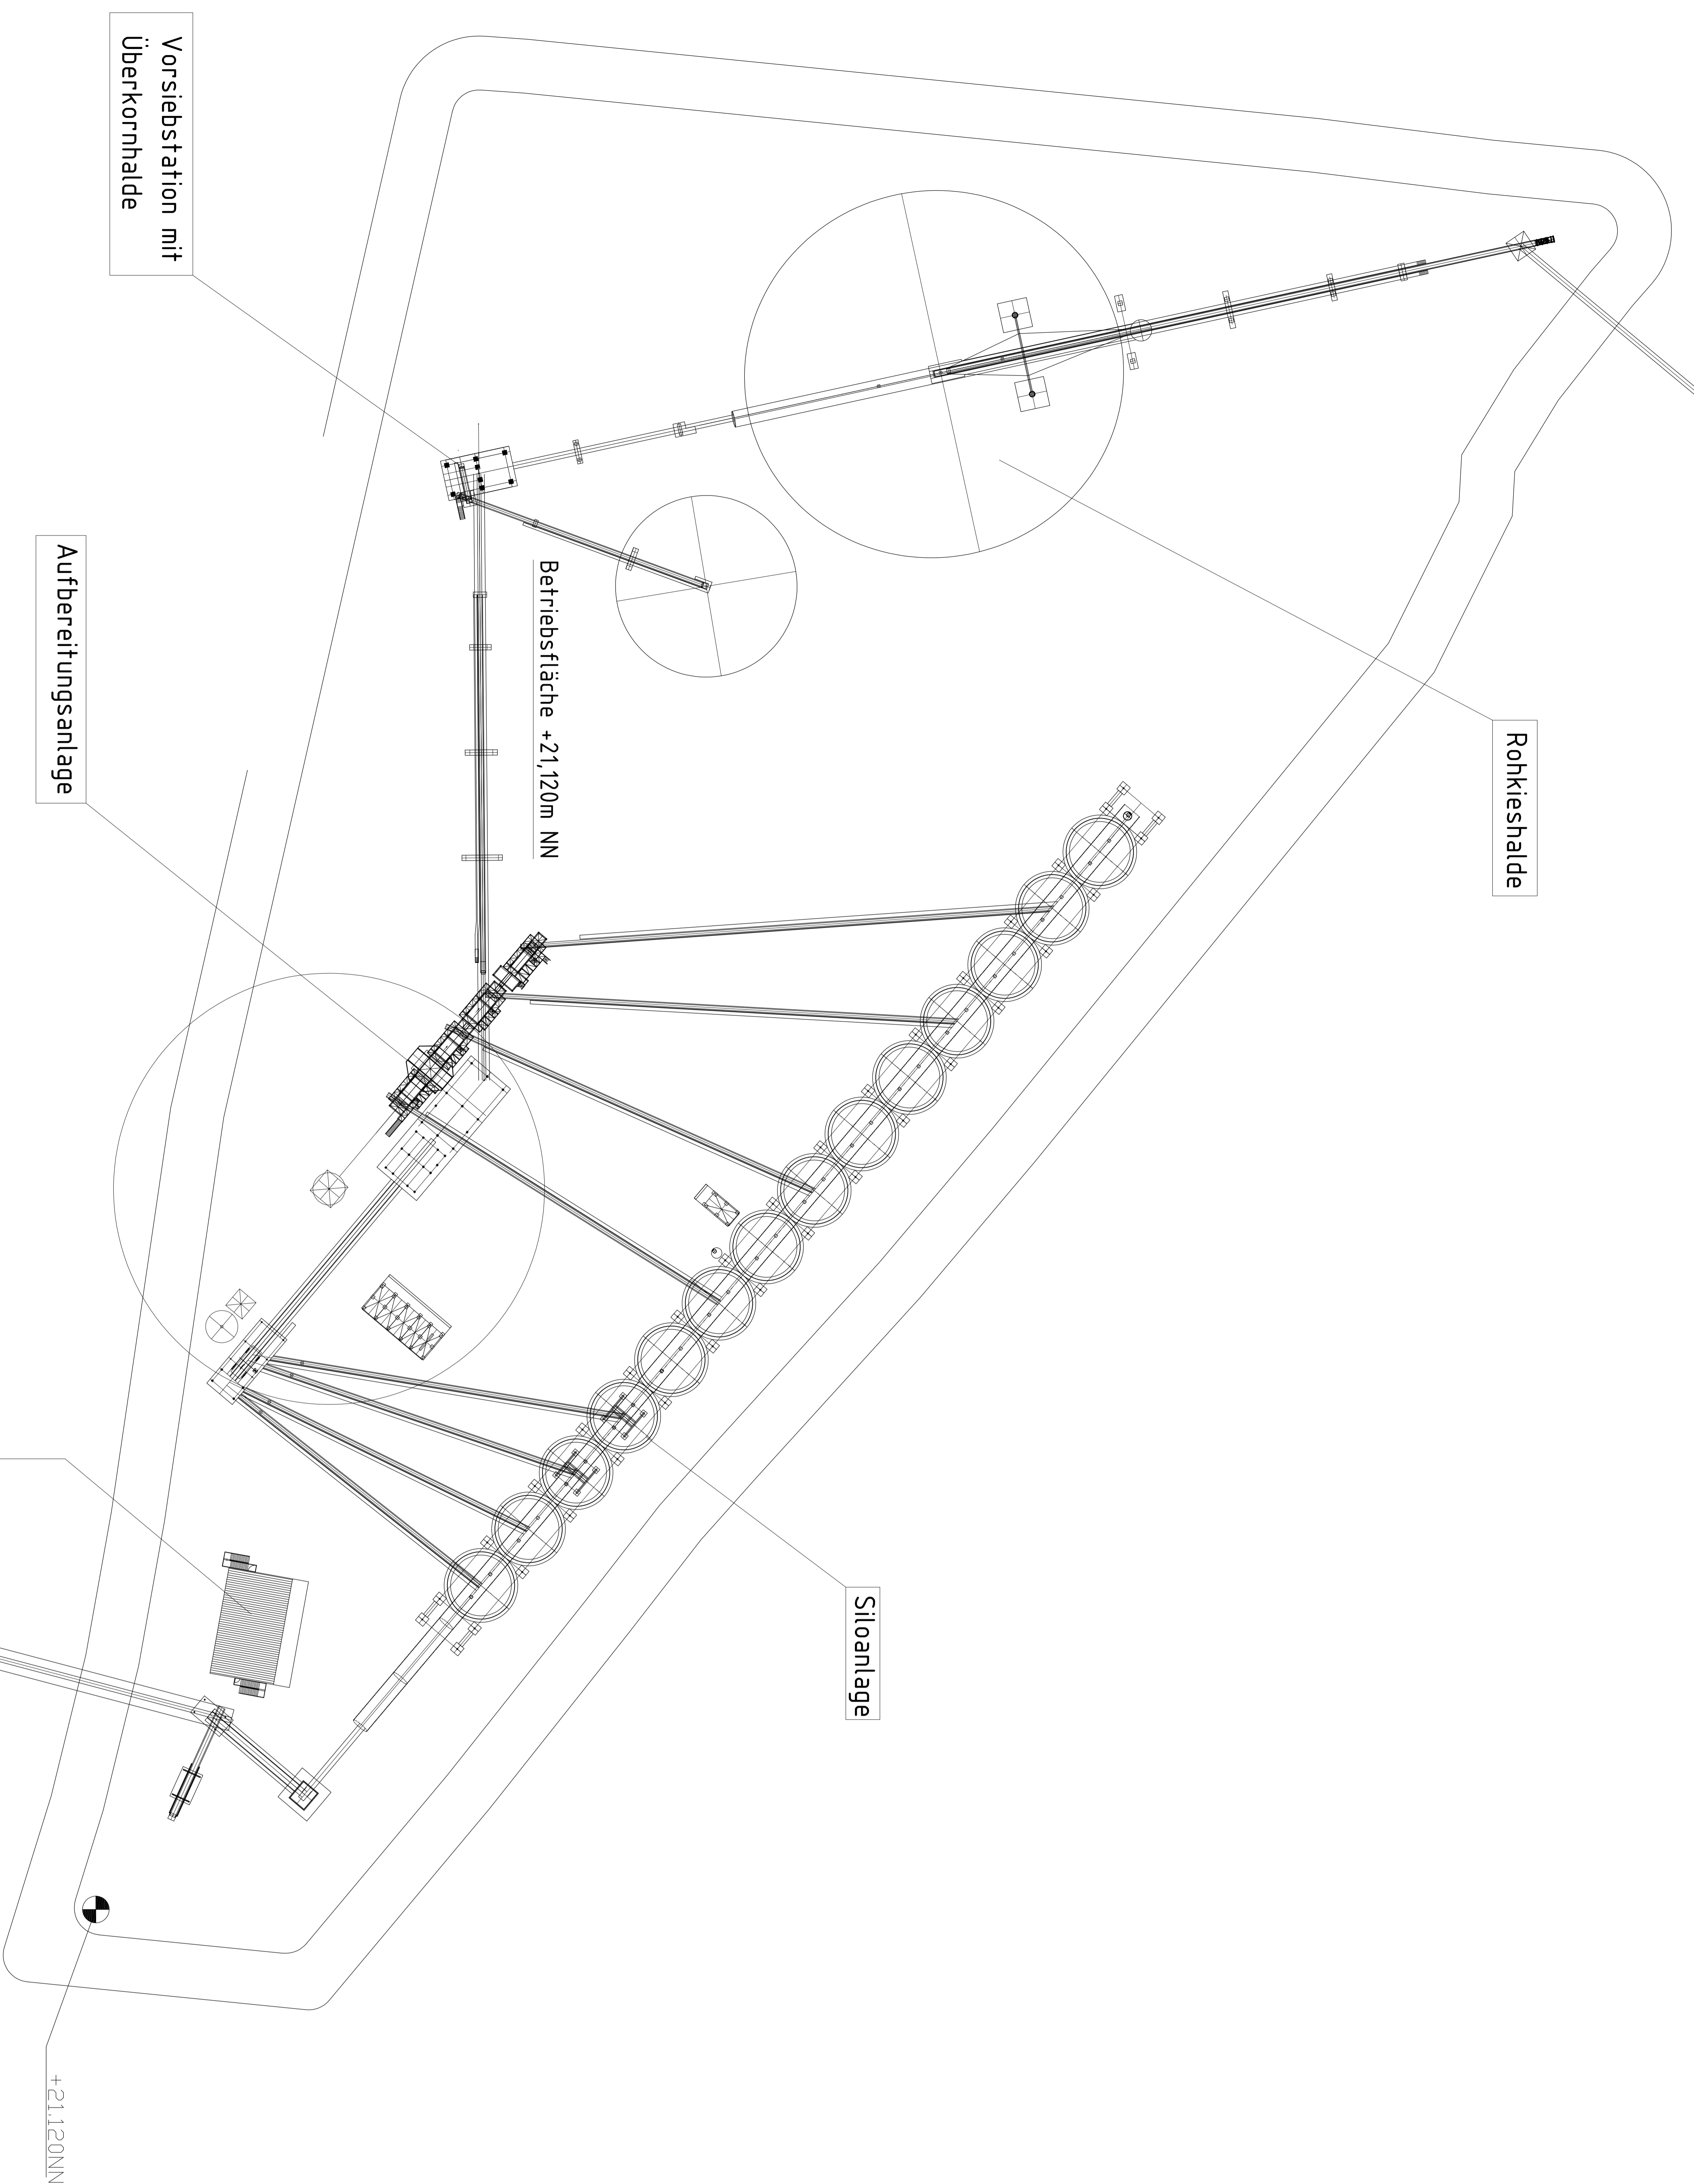 Rohkieshalde
Vorsiebstation mit
Überkornhalde
Betriebsfläche +21,120m NN
Aufbereitungsanlage
Siloanlage
+21.120NN